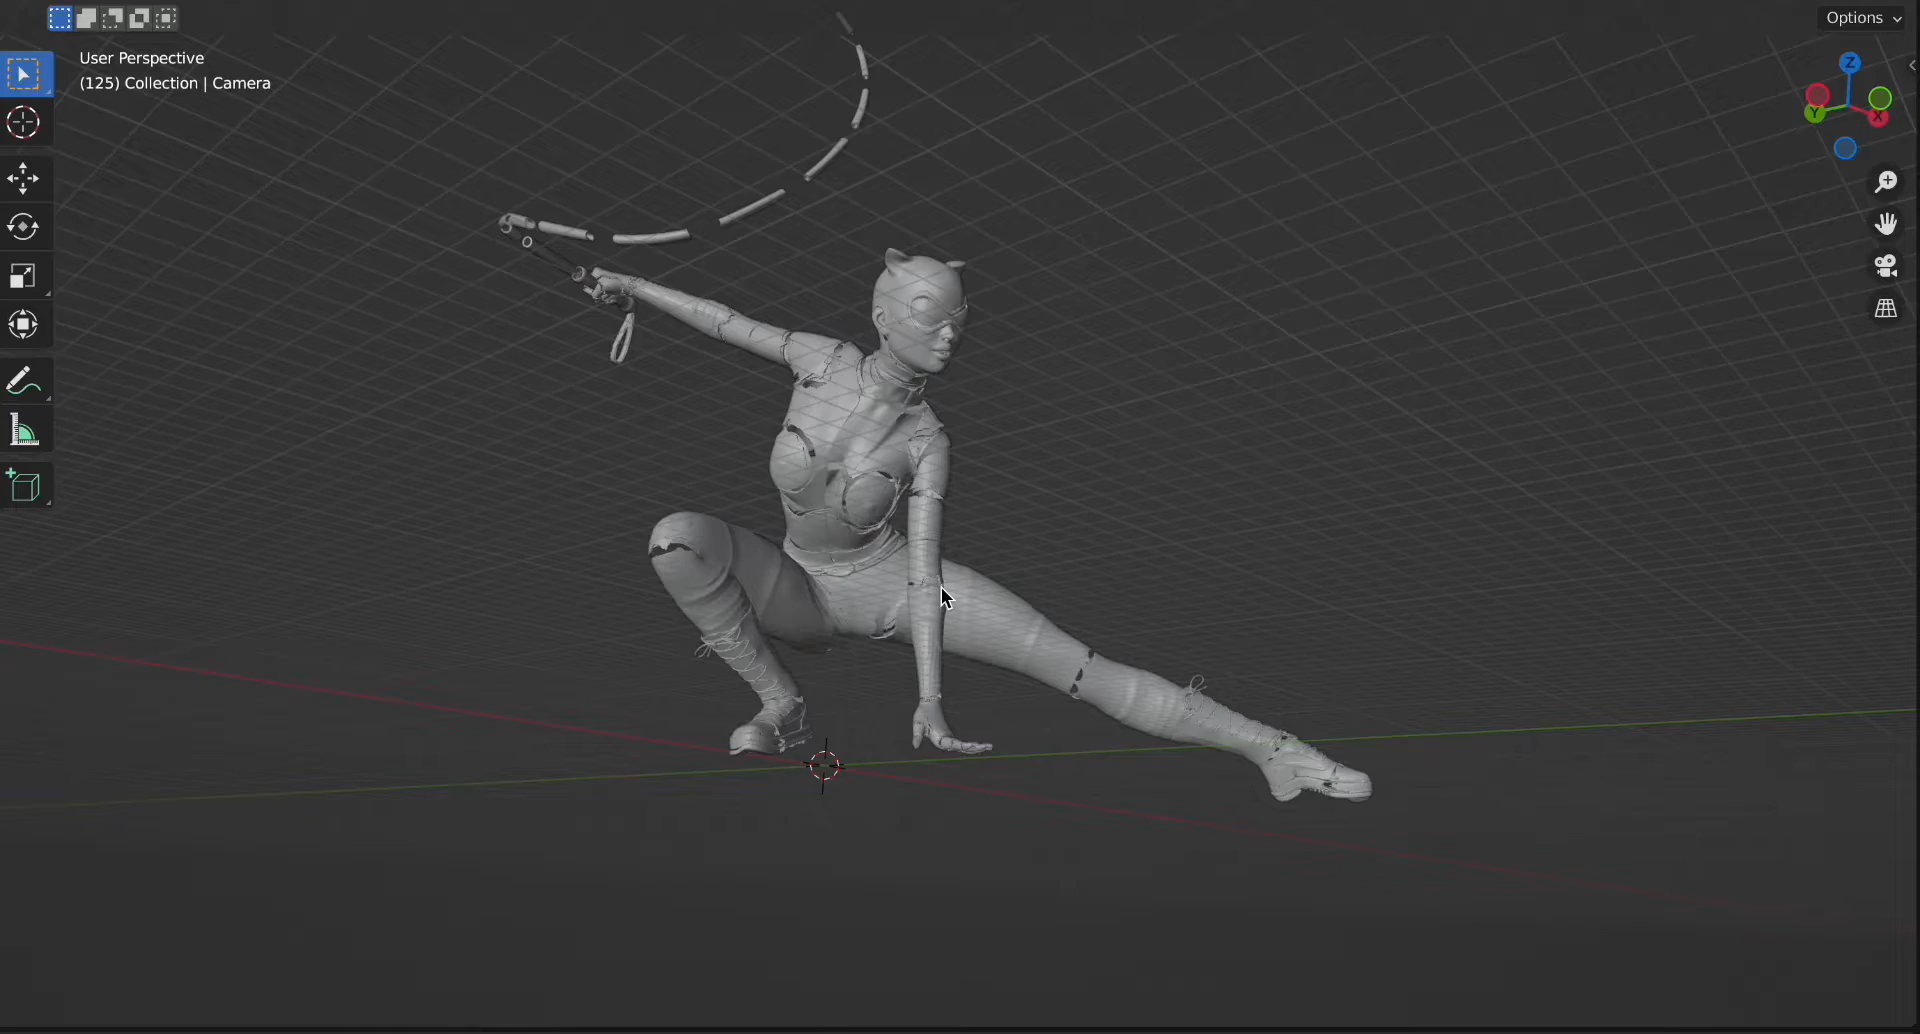 Options
User Perspective
(125) Collection | Camera
Z
Y
X